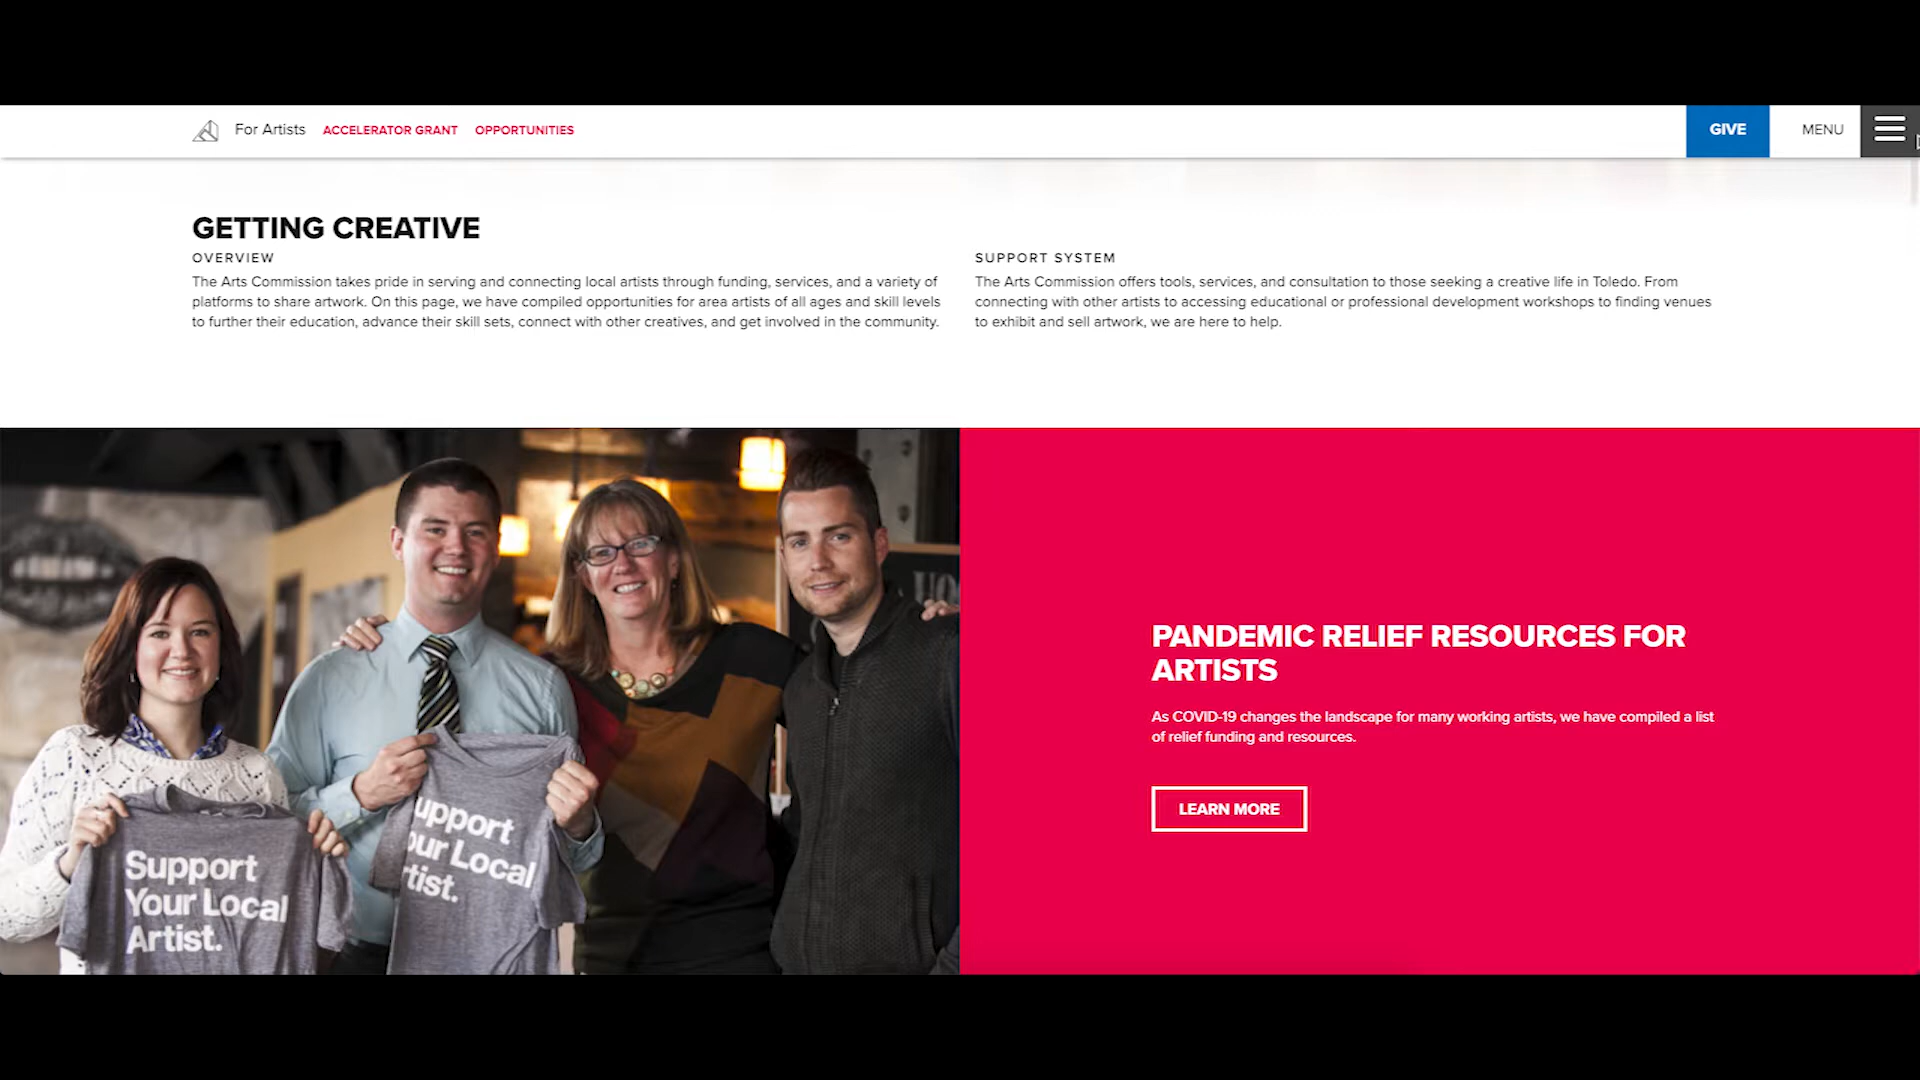 For Artists ACCELERATOR GRANT OPPORTUNITIES GIVE MENU
GETTING CREATIVE
OVERVIEW
The Arts Commission takes pride in serving and connecting local artists through funding, services, and a variety of
platforms to share artwork. On this page, we have compiled opportunities for area artists of all ages and skill levels
to further their education, advance their skill sets, connect with other creatives, and get involved in the community.
SUPPORT SYSTEM
The Arts Commission offers tools, services, and consultation to those seeking a creative life in Toledo. From
connecting with other artists to accessing educational or professional development workshops to finding venues
to exhibit and sell artwork, we are here to help.
Support
Your Local
Artist.
upport
our Local
rtist.
PANDEMIC RELIEF RESOURCES FOR
ARTISTS
As COVID-19 changes the landscape for many working artists, we have compiled a list
of relief funding and resources.
LEARN MORE